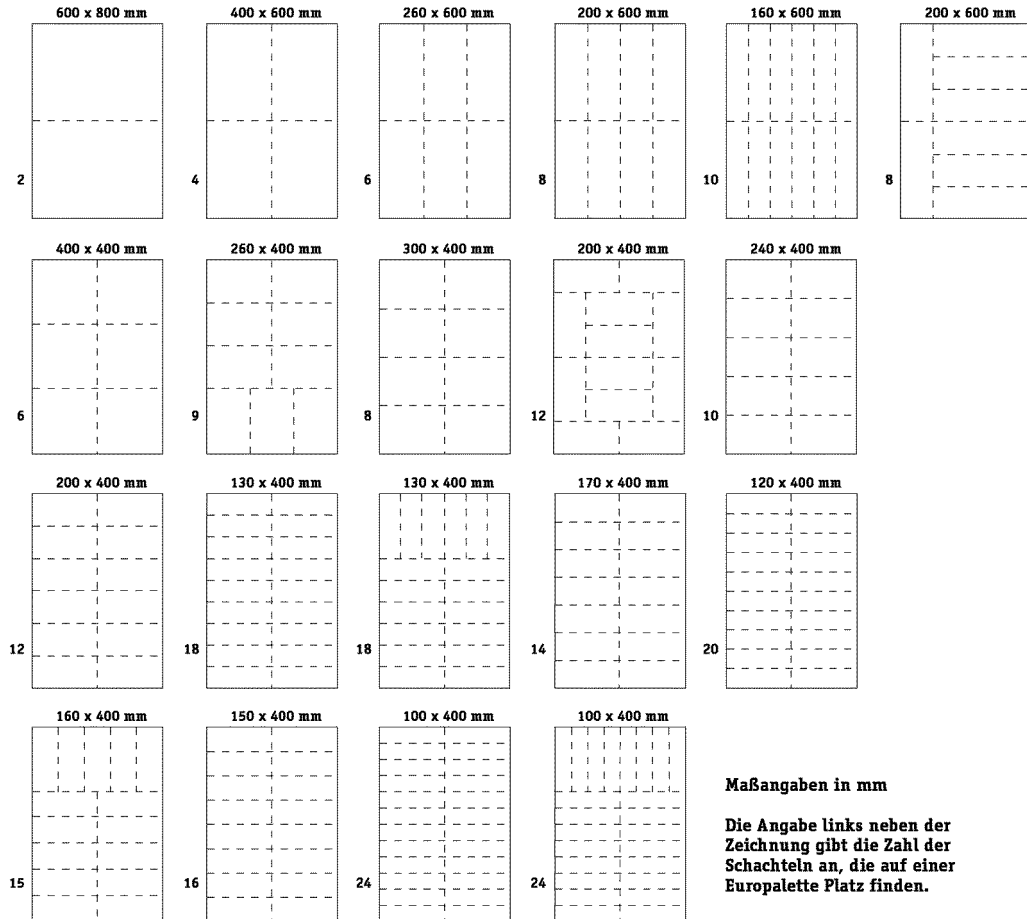 600 x 800 mm
400 x 600 mm
260 x 600 mm
200 x 600 mm
160 x 600 mm
200 x 600 mm
2
4
6
8
10
8
400 x 400 mm
260 x 400 mm
300 x 400 mm
200 x 400 mm
240 x 400 mm
6
9
8
12
10
200 x 400 mm
130 x 400 mm
130 x 400 mm
170 x 400 mm
120 x 400 mm
12
18
18
14
20
160 x 400 mm
150 x 400 mm
100 x 400 mm
100 x 400 mm
15
16
24
24
Maßangaben in mm
Die Angabe links neben der
Zeichnung gibt die Zahl der
Schachteln an, die auf einer
Europalette Platz finden.